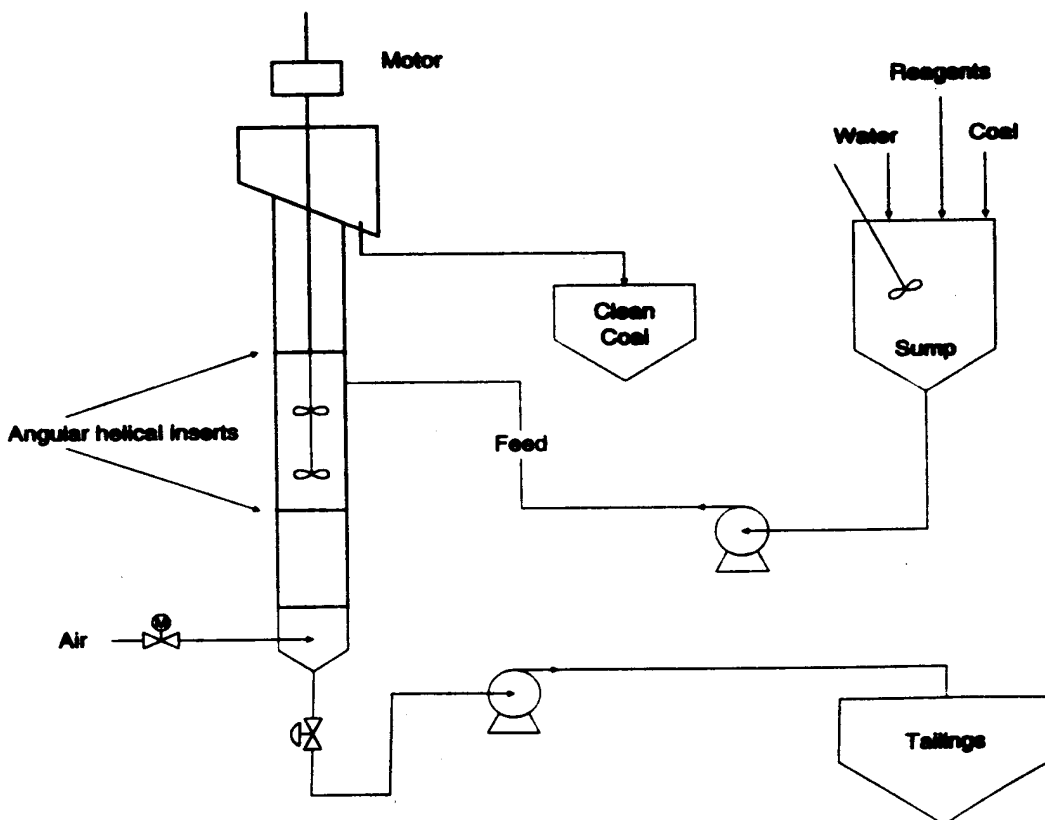 Motor
Reagents
Water
Coal
Clean
Coal
Sump
Angular helical inserts
Feed
M
Air
Tailings